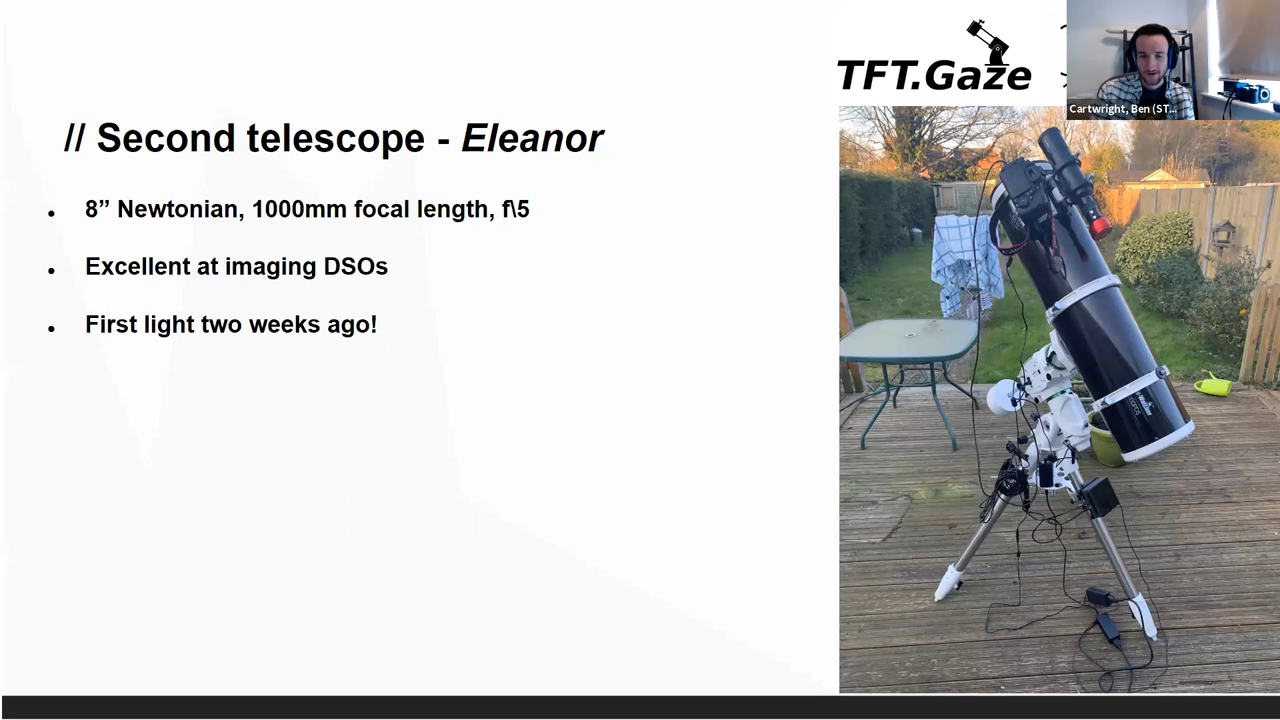 TFT.Gaze
Cartwright, Ben (ST...
// Second telescope - Eleanor
8” Newtonian, 1000mm focal length, f\5
Excellent at imaging DSOs
First light two weeks ago!